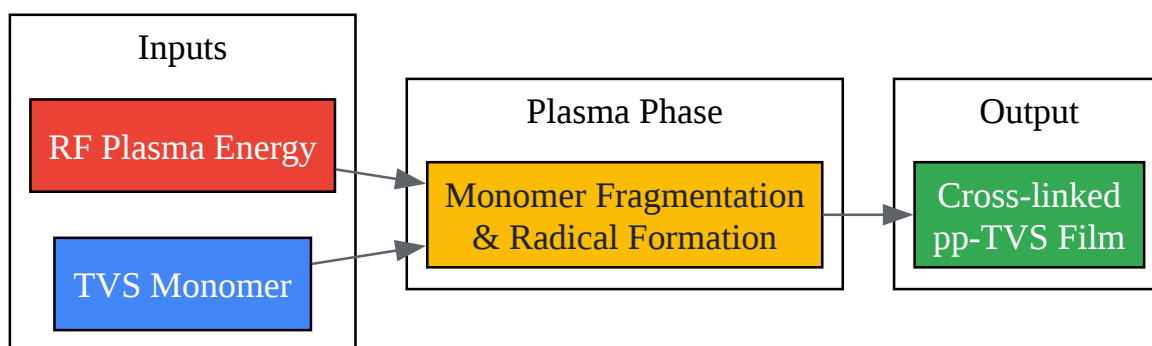 Inputs
RF Plasma Energy
TVS Monomer
Plasma Phase
Monomer Fragmentation
& Radical Formation
Output
Cross-linked
pp-TVS Film